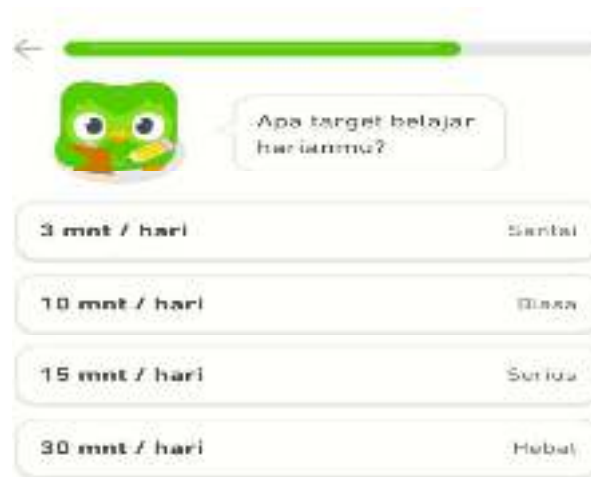 Apa target belajar
harianmu?
3 mnt / hari Santai
10 mnt / hari Biasa
15 mnt / hari Serius
30 mnt / hari Hebat